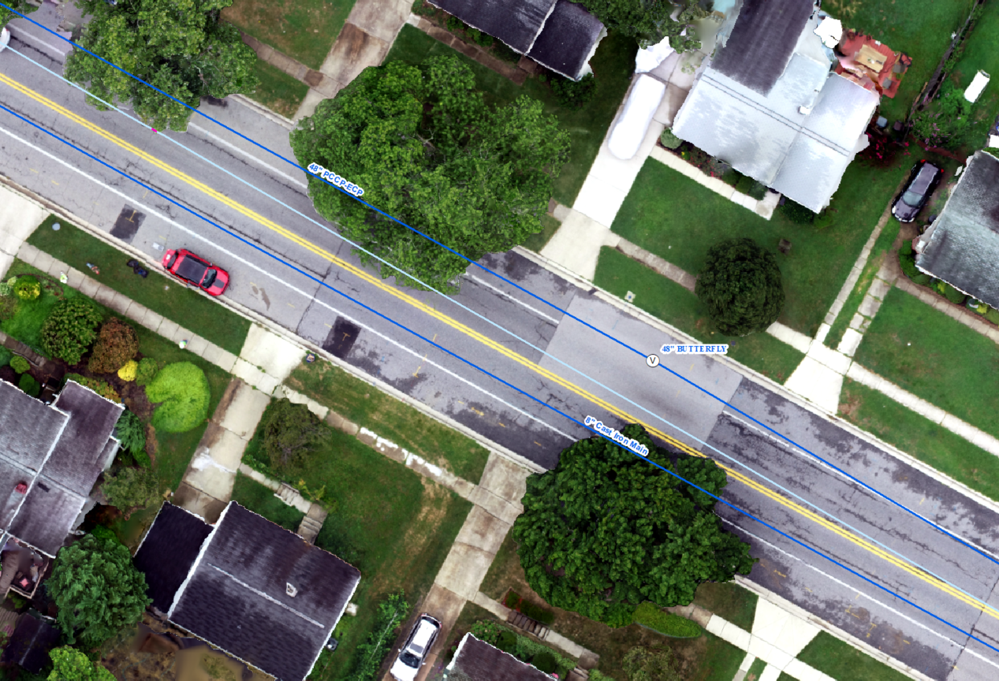 48" PCCP-ECP
48" BUTTERFLY
V
8" Cast Iron Main